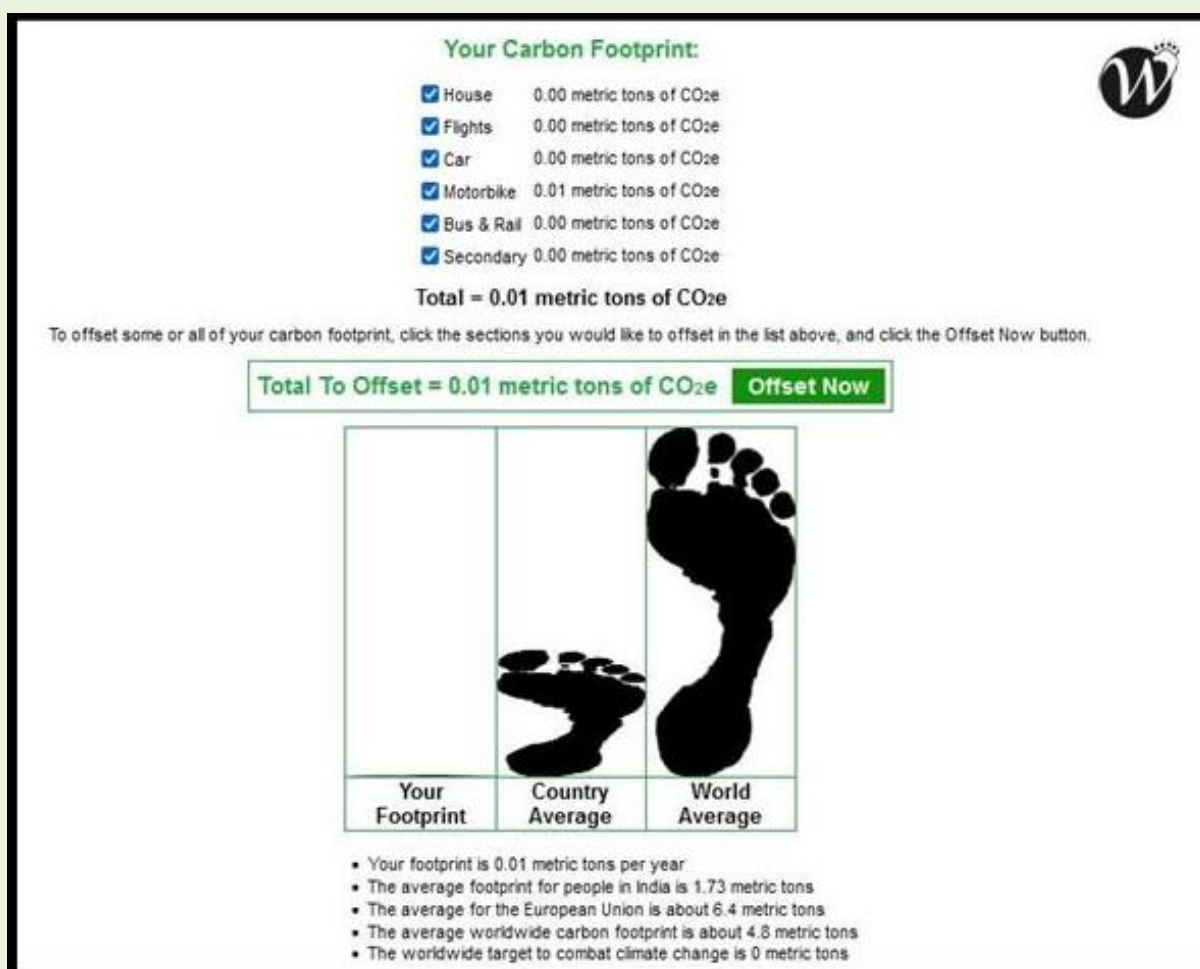 Your Carbon Footprint:
W
House 0.00 metric tons of CO2e
Flights 0.00 metric tons of CO2e
Car 0.00 metric tons of CO2e
Motorbike 0.01 metric tons of CO2e
Bus & Rail 0.00 metric tons of CO2e
Secondary 0.00 metric tons of CO2e
Total = 0.01 metric tons of CO2e
To offset some or all of your carbon footprint, click the sections you would like to offset in the list above, and click the Offset Now button.
Total To Offset = 0.01 metric tons of CO2e Offset Now
Your Footprint
Country Average
World Average
Your footprint is 0.01 metric tons per year
The average footprint for people in India is 1.73 metric tons
The average for the European Union is about 6.4 metric tons
The average worldwide carbon footprint is about 4.8 metric tons
The worldwide target to combat climate change is 0 metric tons